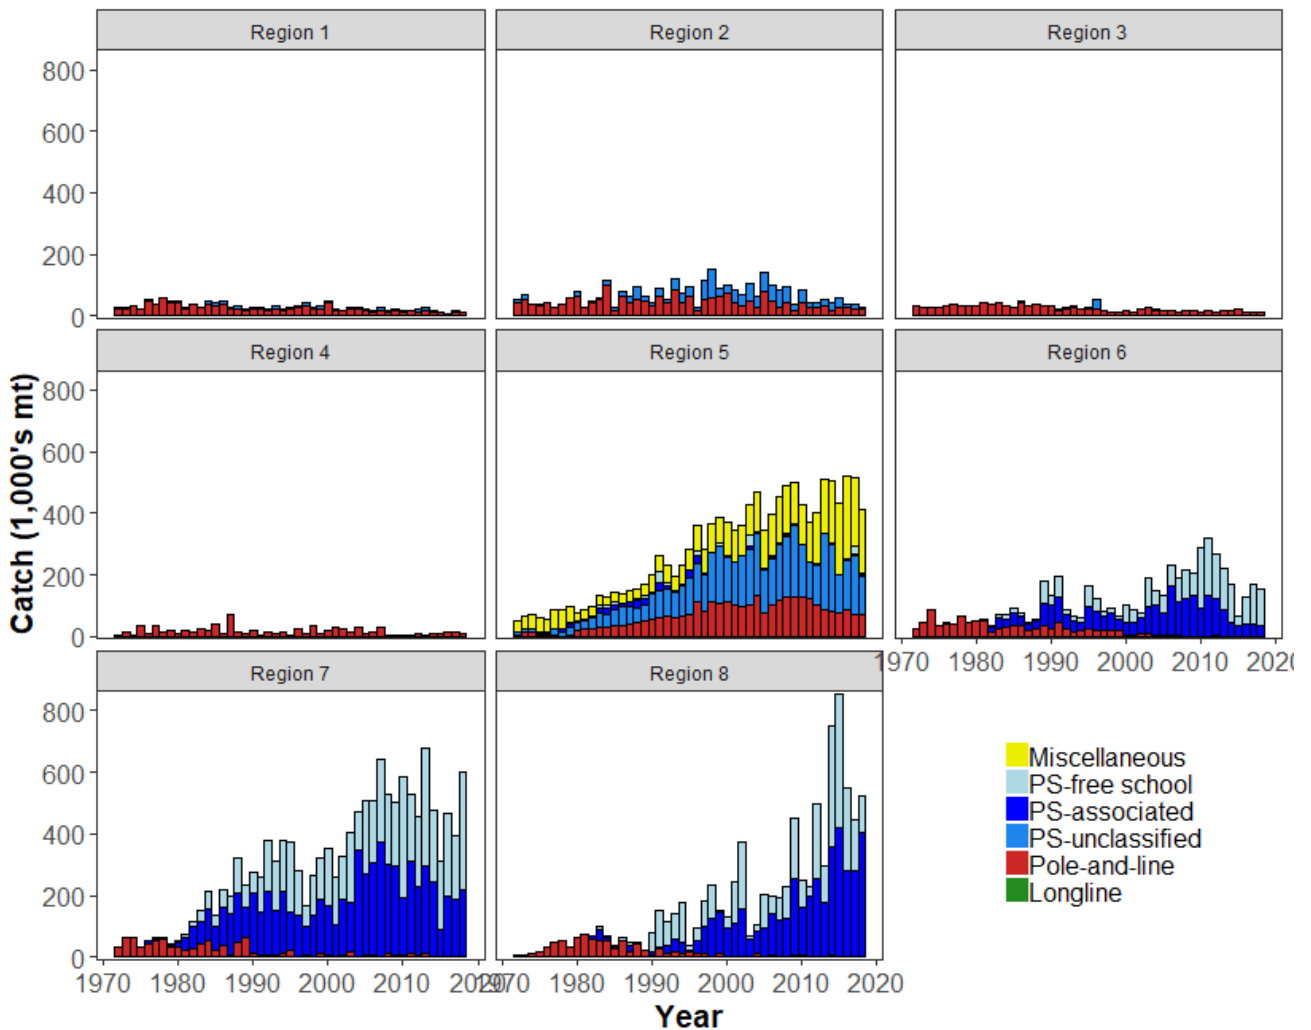 Region 1
Region 2
Region 3
800
600
400
200
0
Region 4
Region 5
Region 6
800
600
400
200
0
1970 1980 1990 2000 2010 2020
Region 7
Region 8
800
600
400
200
0
1970 1980 1990 2000 2010 2020
1970 1980 1990 2000 2010 2020
Catch (1,000's mt)
Year
Miscellaneous
PS-free school
PS-associated
PS-unclassified
Pole-and-line
Longline